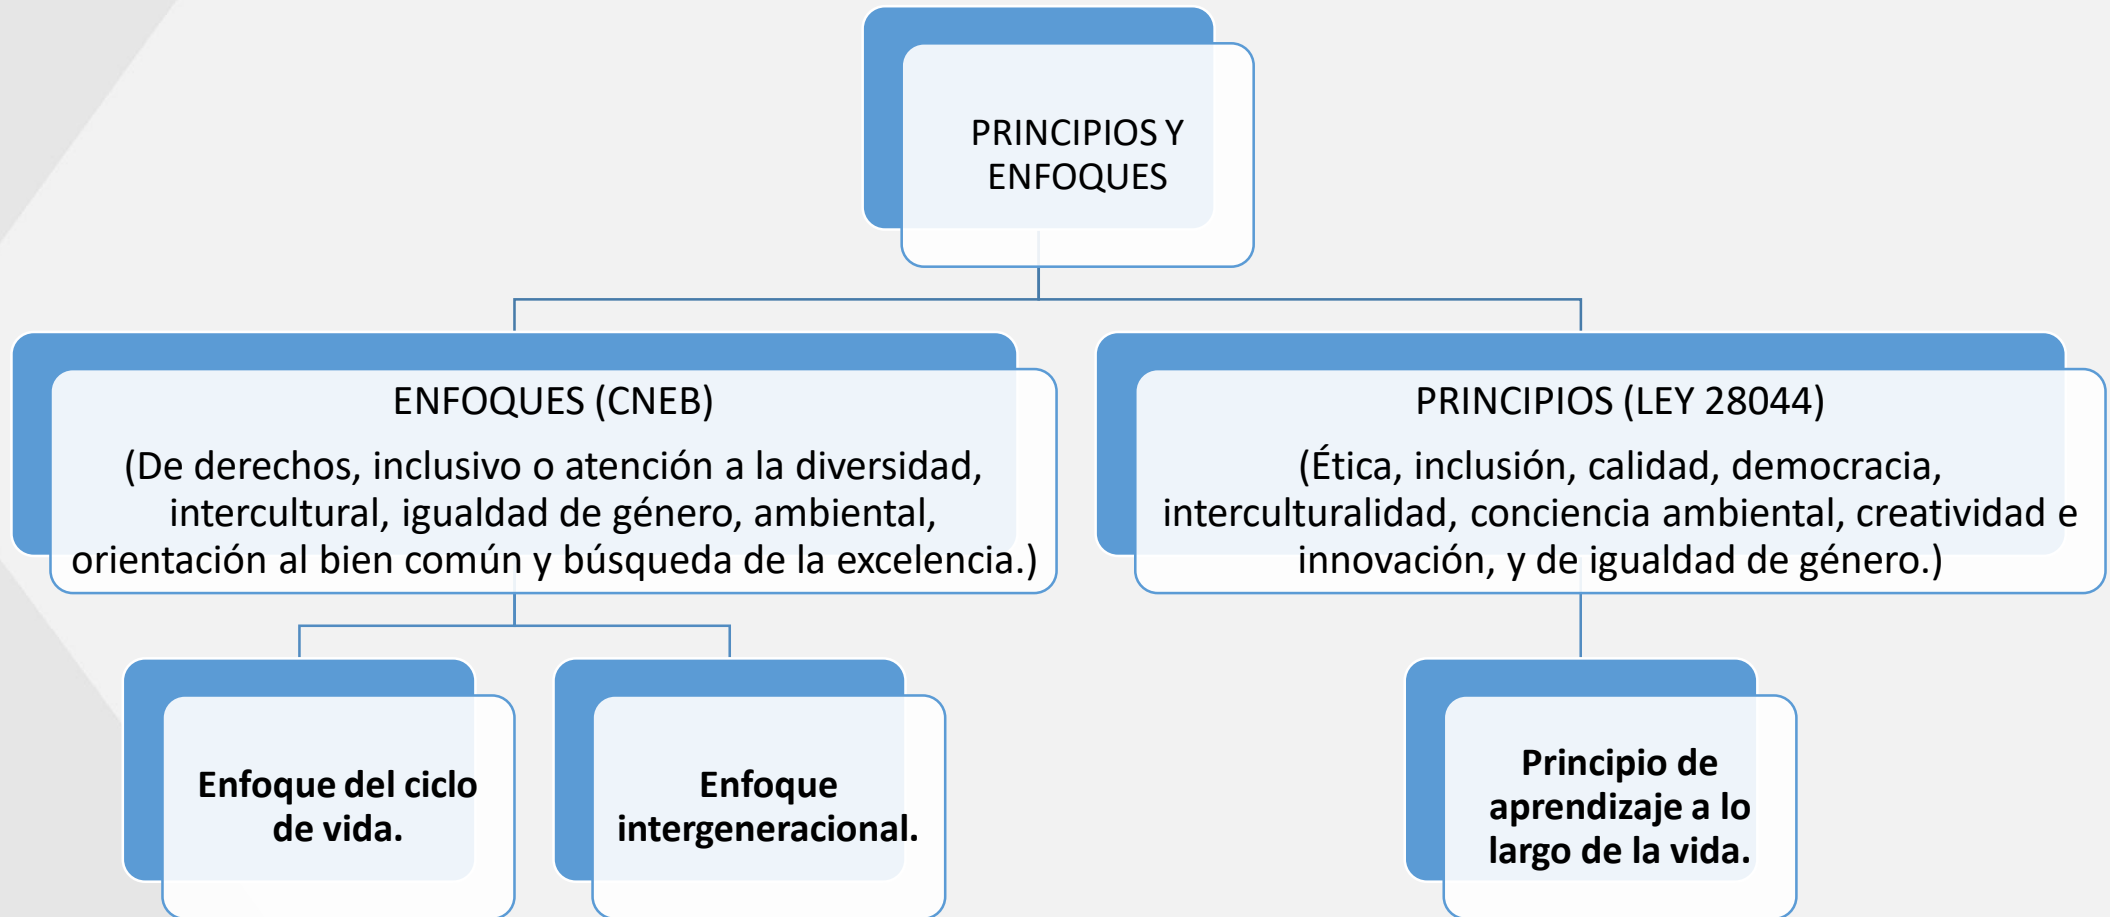 PRINCIPIOS Y
ENFOQUES
ENFOQUES (CNEB)
(De derechos, inclusivo o atención a la diversidad,
intercultural, igualdad de género, ambiental,
orientación al bien común y búsqueda de la excelencia.)
PRINCIPIOS (LEY 28044)
(Ética, inclusión, calidad, democracia,
interculturalidad, conciencia ambiental, creatividad e
innovación, y de igualdad de género.)
Enfoque del ciclo
de vida.
Enfoque
intergeneracional.
Principio de
aprendizaje a lo
largo de la vida.